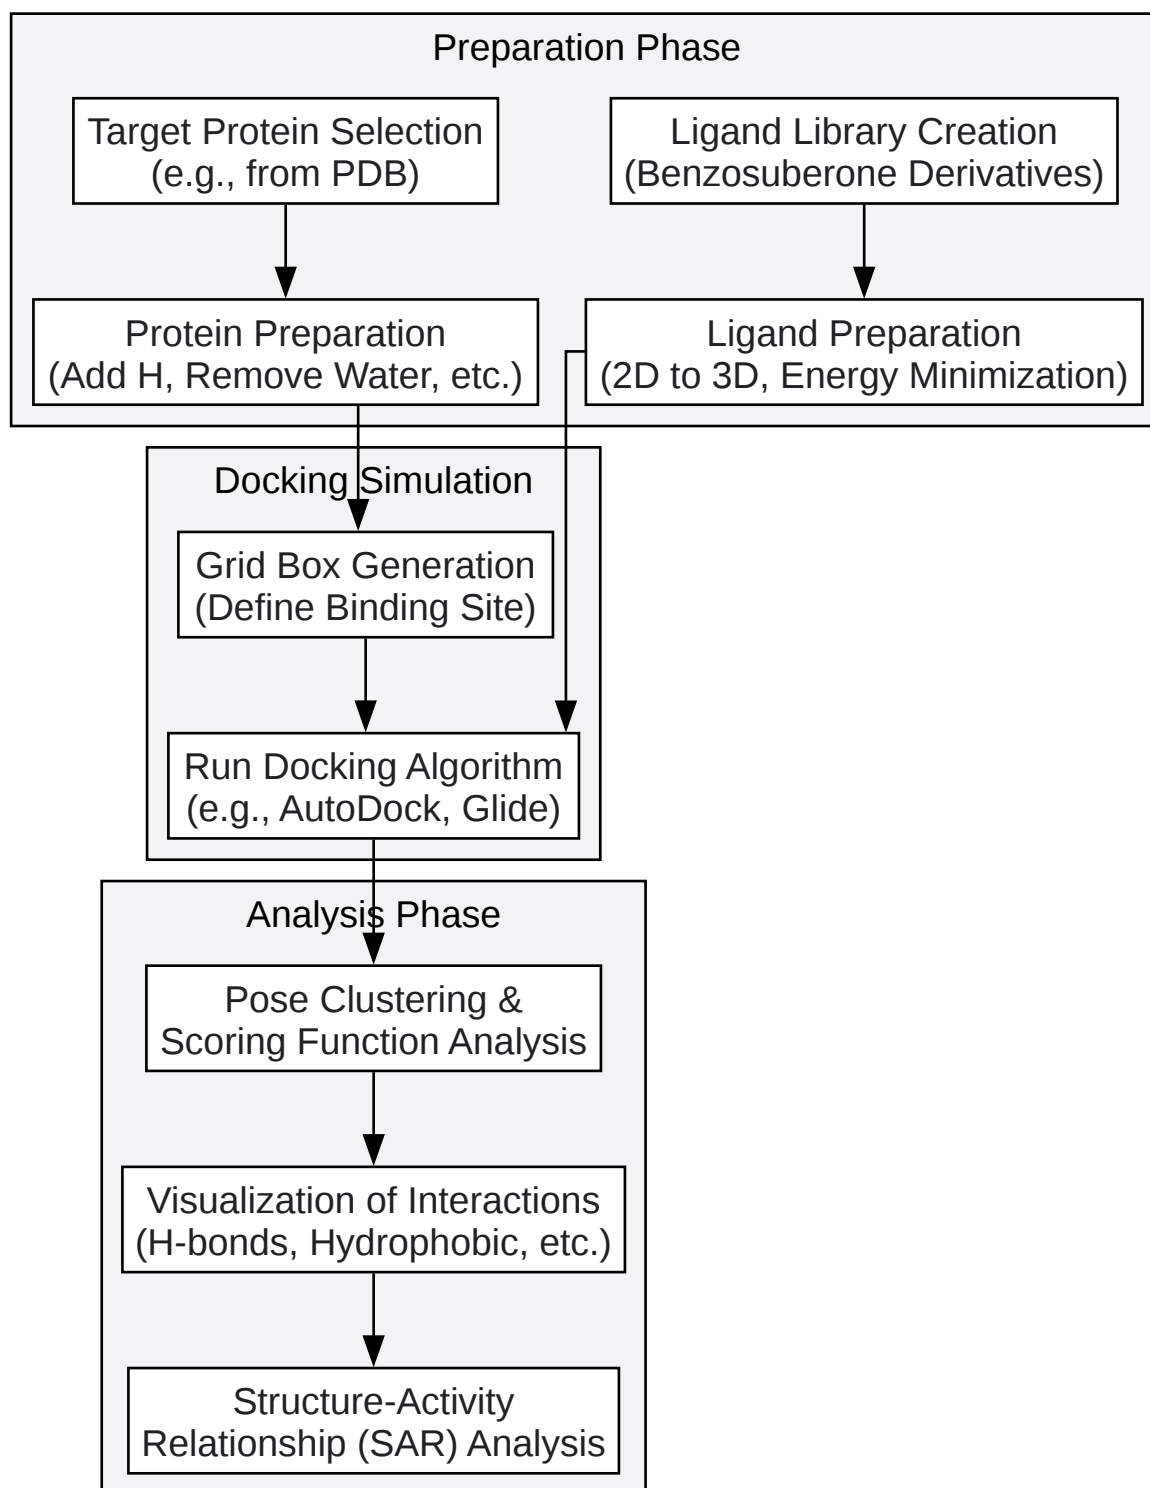 Preparation Phase
Target Protein Selection
(e.g., from PDB)
Ligand Library Creation
(Benzosuberone Derivatives)
Protein Preparation
(Add H, Remove Water, etc.)
Ligand Preparation
(2D to 3D, Energy Minimization)
Docking Simulation
Grid Box Generation
(Define Binding Site)
Run Docking Algorithm
(e.g., AutoDock, Glide)
Analysis Phase
Pose Clustering &
Scoring Function Analysis
Visualization of Interactions
(H-bonds, Hydrophobic, etc.)
Structure-Activity
Relationship (SAR) Analysis